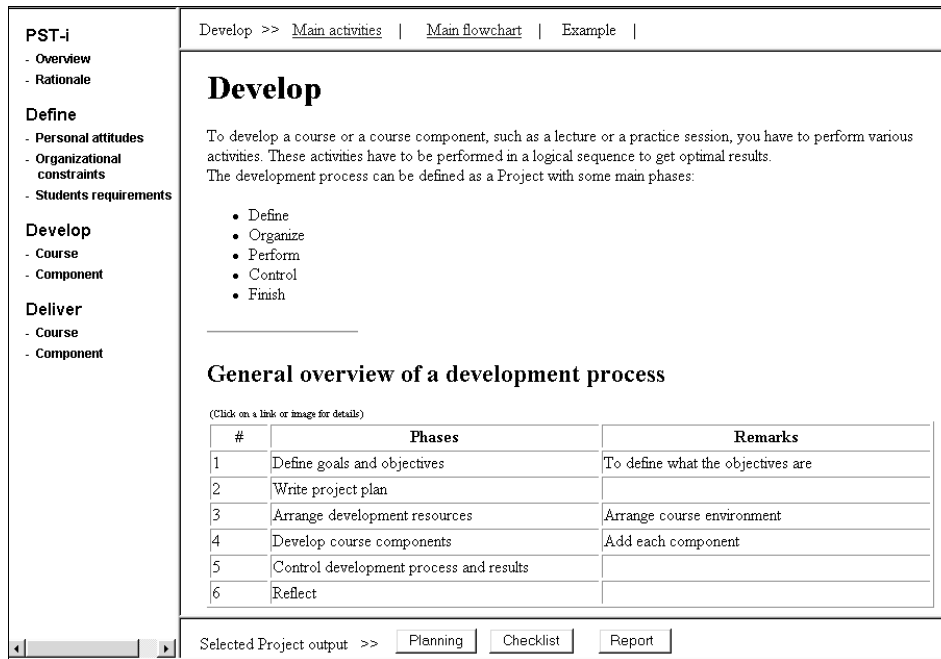 PST-i
- Overview
- Rationale
Define
- Personal attitudes
- Organizational
constraints
- Students requirements
Develop
- Course
- Component
Deliver
- Course
- Component
Develop >> Main activities | Main flowchart | Example |
Develop
To develop a course or a course component, such as a lecture or a practice session, you have to perform various
activities. These activities have to be performed in a logical sequence to get optimal results.
The development process can be defined as a Project with some main phases:
• Define
• Organize
• Perform
• Control
• Finish
General overview of a development process
(Click on a link or image for details)
# Phases Remarks
1 Define goals and objectives To define what the objectives are
2 Write project plan
3 Arrange development resources Arrange course environment
4 Develop course components Add each component
5 Control development process and results
6 Reflect
Selected Project output >> Planning Checklist Report